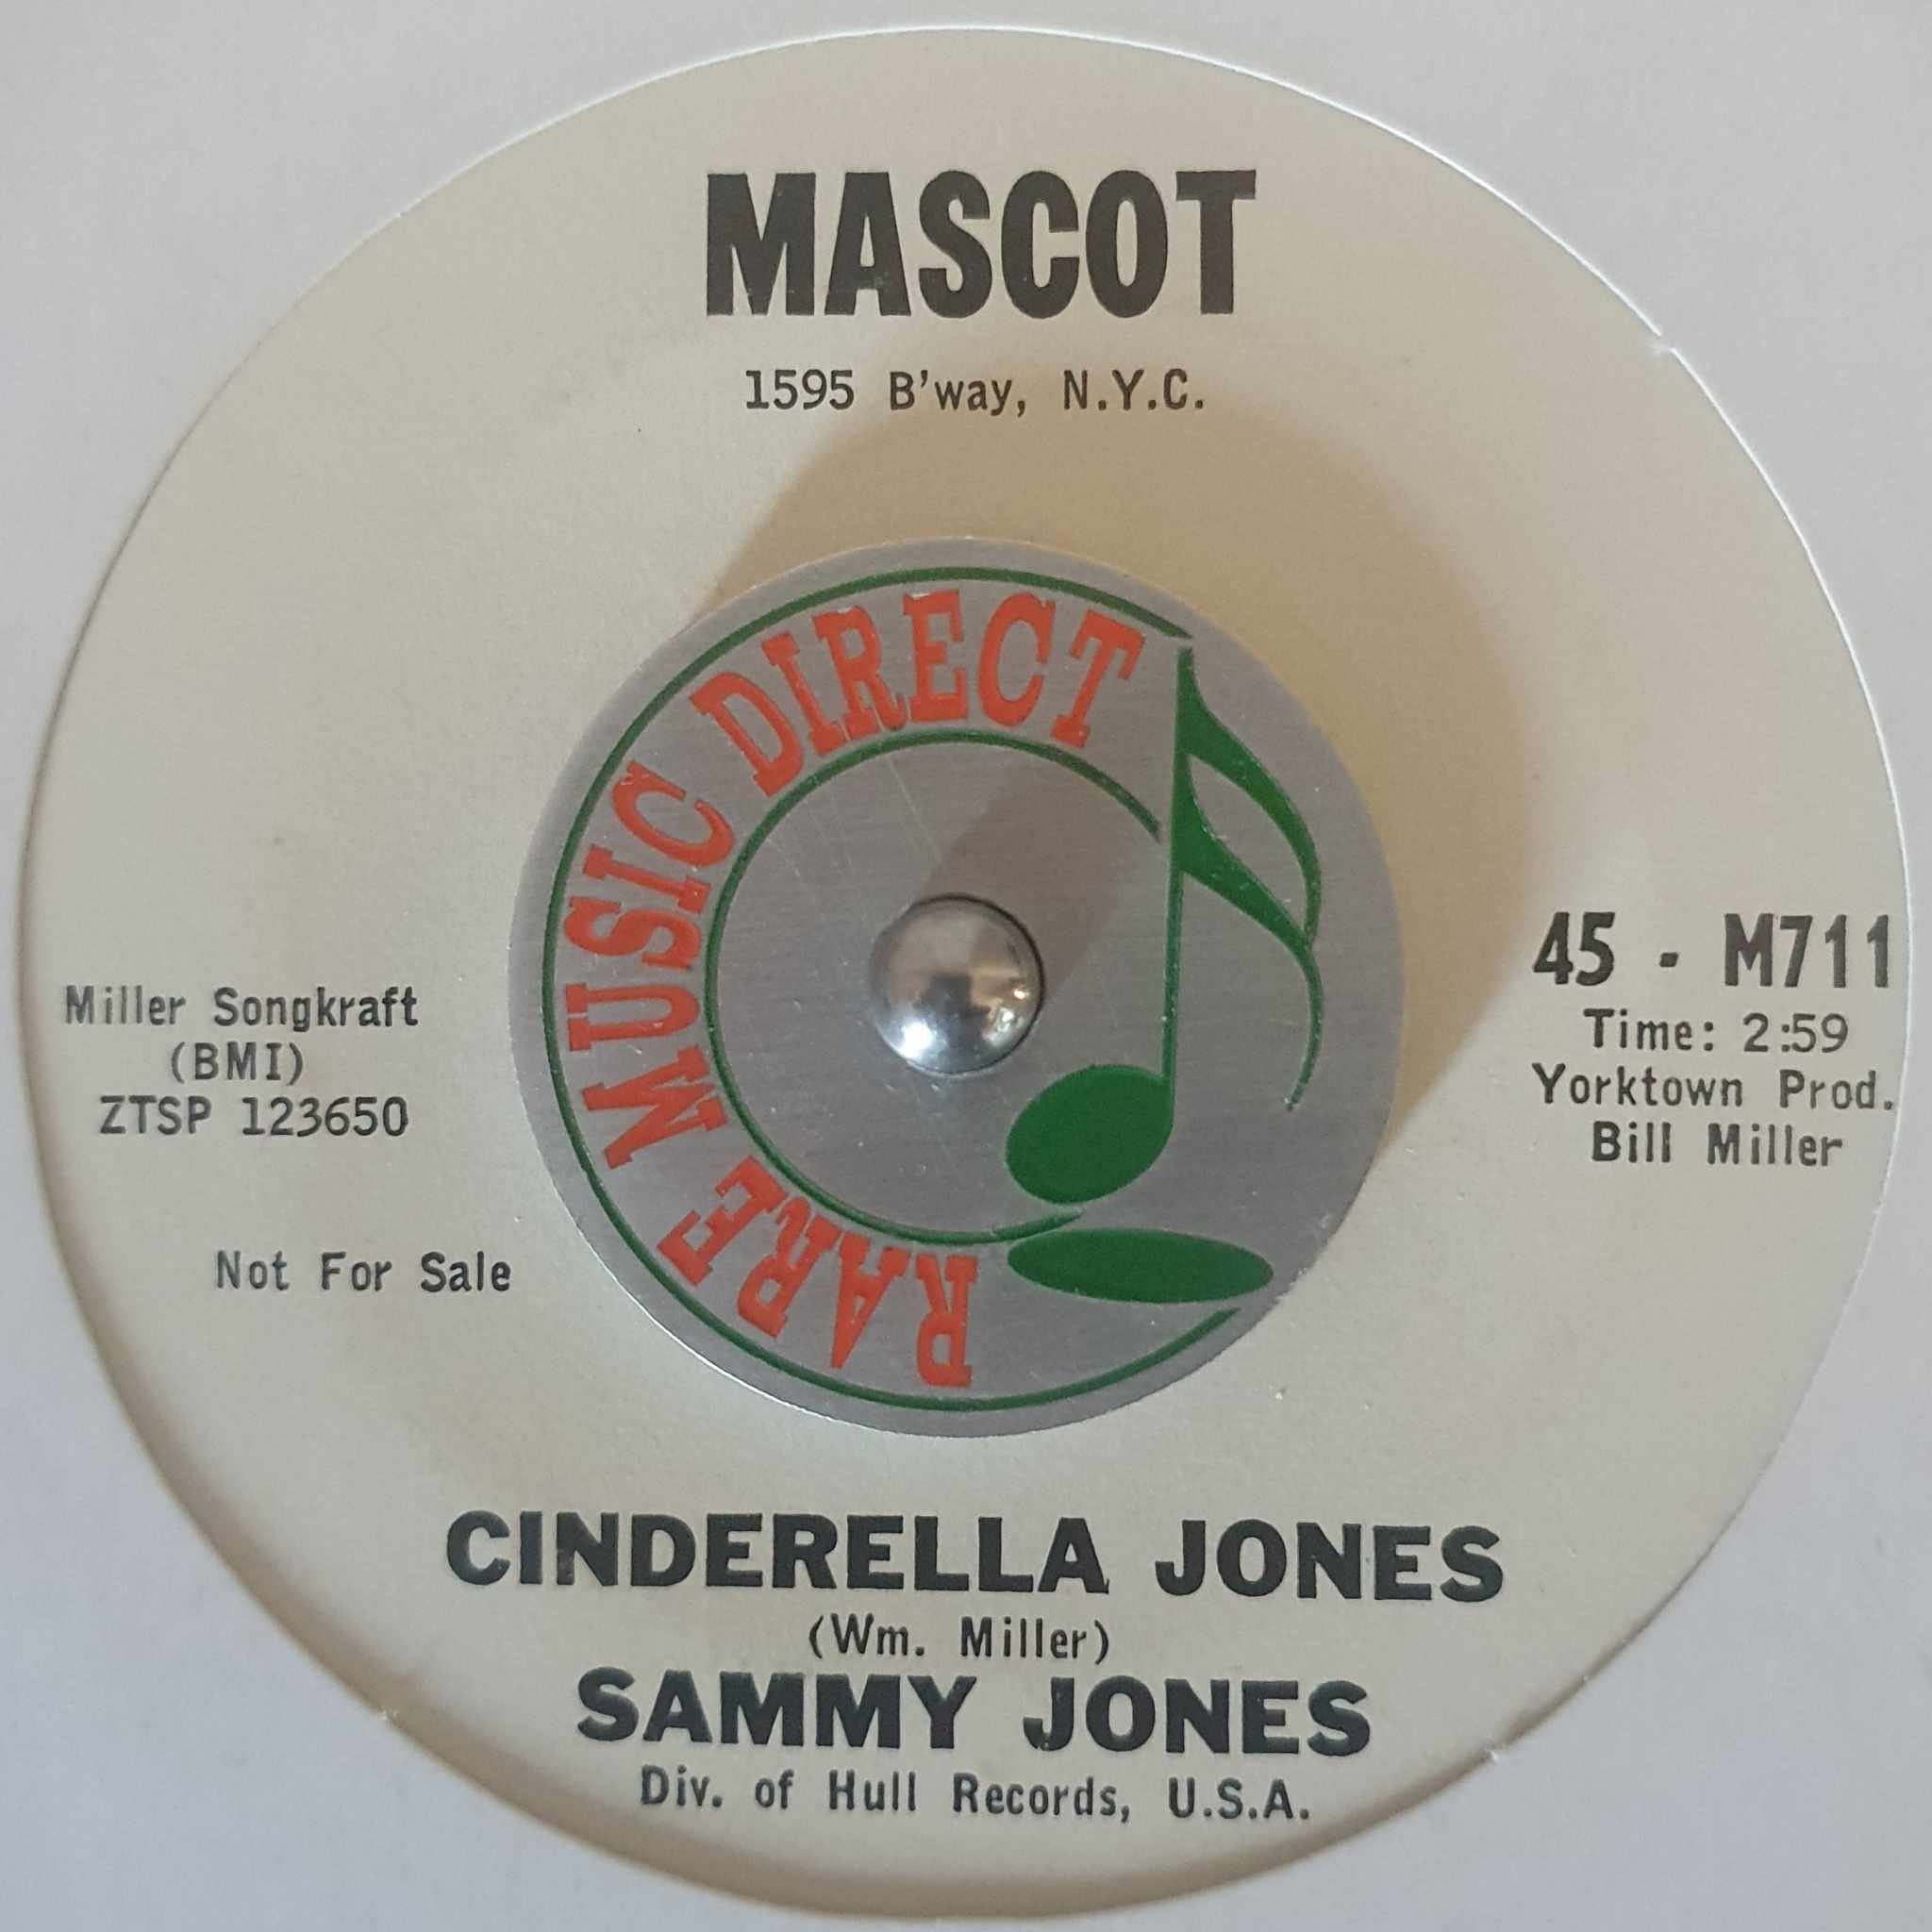 MASCOT
1595 B'way, N.Y.C.
RARE MUSIC DIRECT
Miller Songkraft
(BMI)
ZTSP 123650
Not For Sale
45 - M711
Time: 2:59
Yorktown Prod.
Bill Miller
CINDERELLA JONES
(Wm. Miller)
SAMMY JONES
Div. of Hull Records, U.S.A.